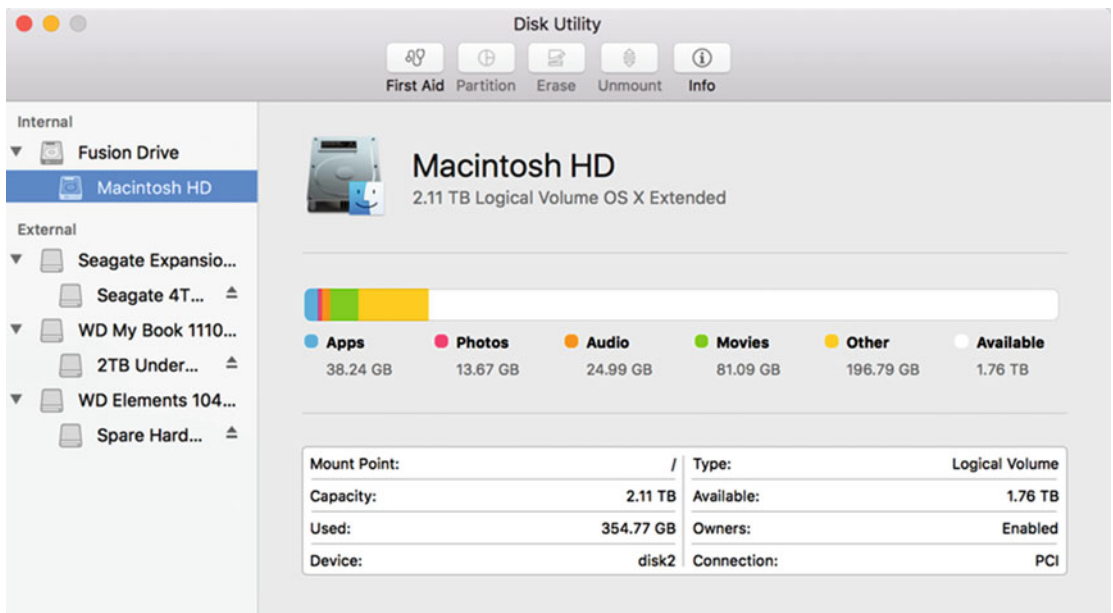 Disk Utility
First Aid Partition Erase Unmount Info
Internal
Fusion Drive
Macintosh HD
External
Seagate Expansio...
Seagate 4T...
WD My Book 1110...
2TB Under...
WD Elements 104...
Spare Hard...
Macintosh HD
2.11 TB Logical Volume OS X Extended
Apps Photos Audio Movies Other Available
38.24 GB 13.67 GB 24.99 GB 81.09 GB 196.79 GB 1.76 TB
Mount Point: / Type: Logical Volume
Capacity: 2.11 TB Available: 1.76 TB
Used: 354.77 GB Owners: Enabled
Device: disk2 Connection: PCI